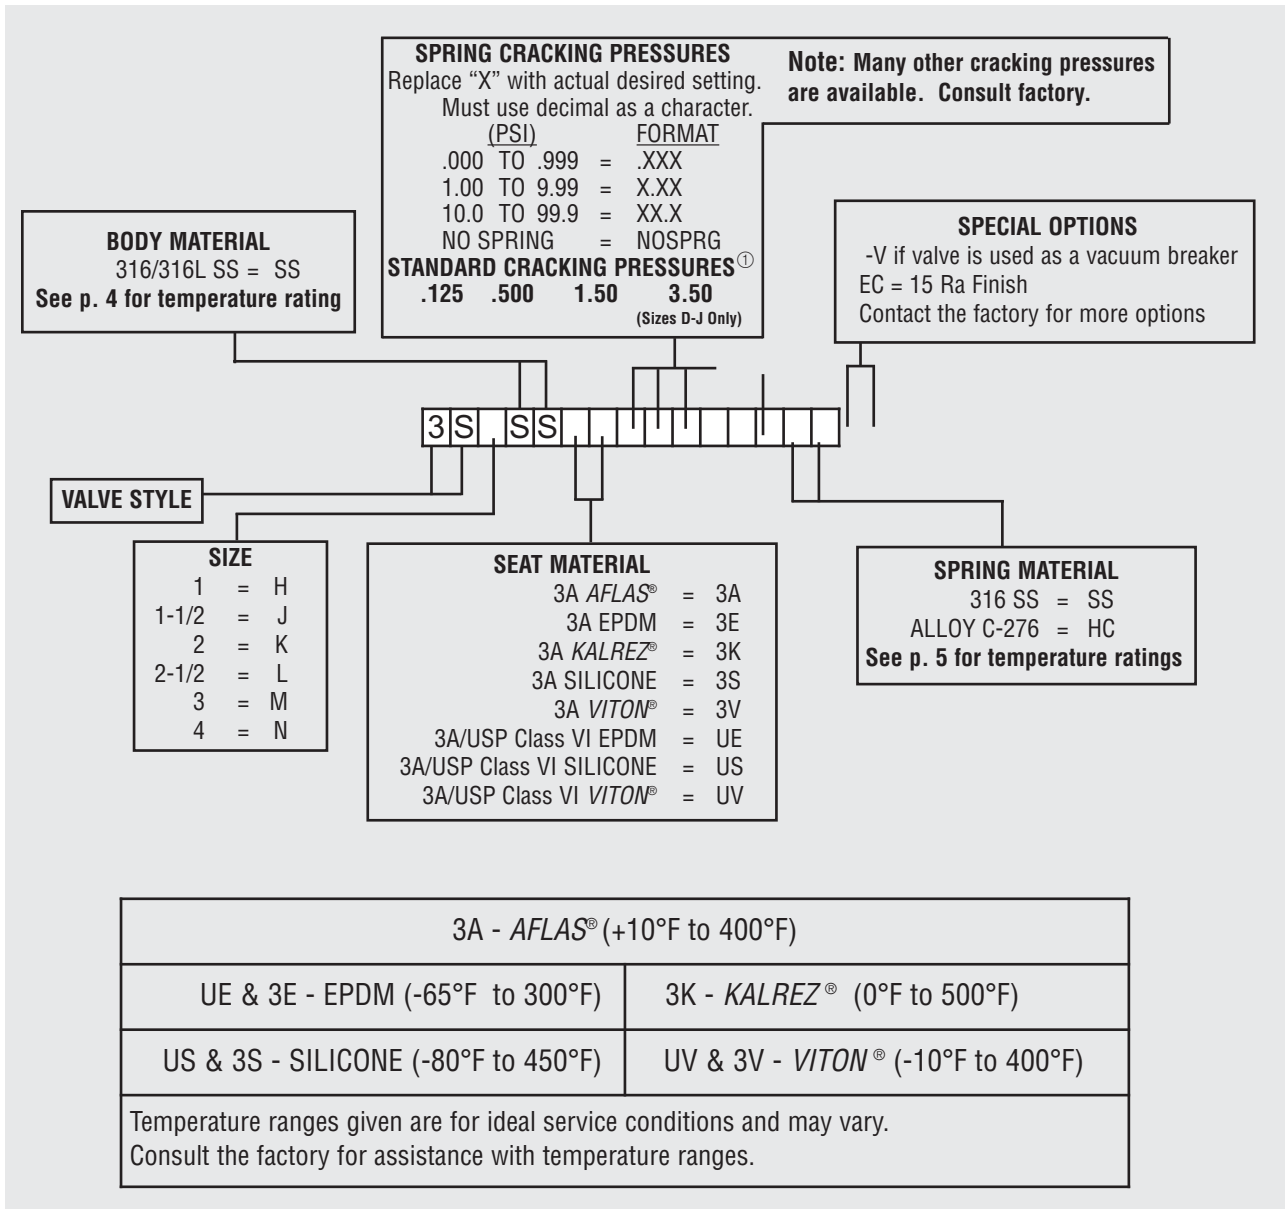 SPRING CRACKING PRESSURES
Replace “X” with actual desired setting.
Must use decimal as a character.
(PSI) FORMAT
.000 TO .999 = .XXX
1.00 TO 9.99 = X.XX
10.0 TO 99.9 = XX.X
NO SPRING = NOSPRG
STANDARD CRACKING PRESSURES①
.125 .500 1.50 3.50
(Sizes D-J Only)
Note: Many other cracking pressures
are available. Consult factory.
BODY MATERIAL
316/316L SS = SS
See p. 4 for temperature rating
SPECIAL OPTIONS
-V if valve is used as a vacuum breaker
EC = 15 Ra Finish
Contact the factory for more options
3S SS
VALVE STYLE
SIZE
1 = H
1-1/2 = J
2 = K
2-1/2 = L
3 = M
4 = N
SEAT MATERIAL
3A AFLAS® = 3A
3A EPDM = 3E
3A KALREZ® = 3K
3A SILICONE = 3S
3A VITON® = 3V
3A/USP Class VI EPDM = UE
3A/USP Class VI SILICONE = US
3A/USP Class VI VITON® = UV
SPRING MATERIAL
316 SS = SS
ALLOY C-276 = HC
See p. 5 for temperature ratings
3A - AFLAS® (+10°F to 400°F)
UE & 3E - EPDM (-65°F to 300°F)
3K - KALREZ ® (0°F to 500°F)
US & 3S - SILICONE (-80°F to 450°F)
UV & 3V - VITON ® (-10°F to 400°F)
Temperature ranges given are for ideal service conditions and may vary.
Consult the factory for assistance with temperature ranges.